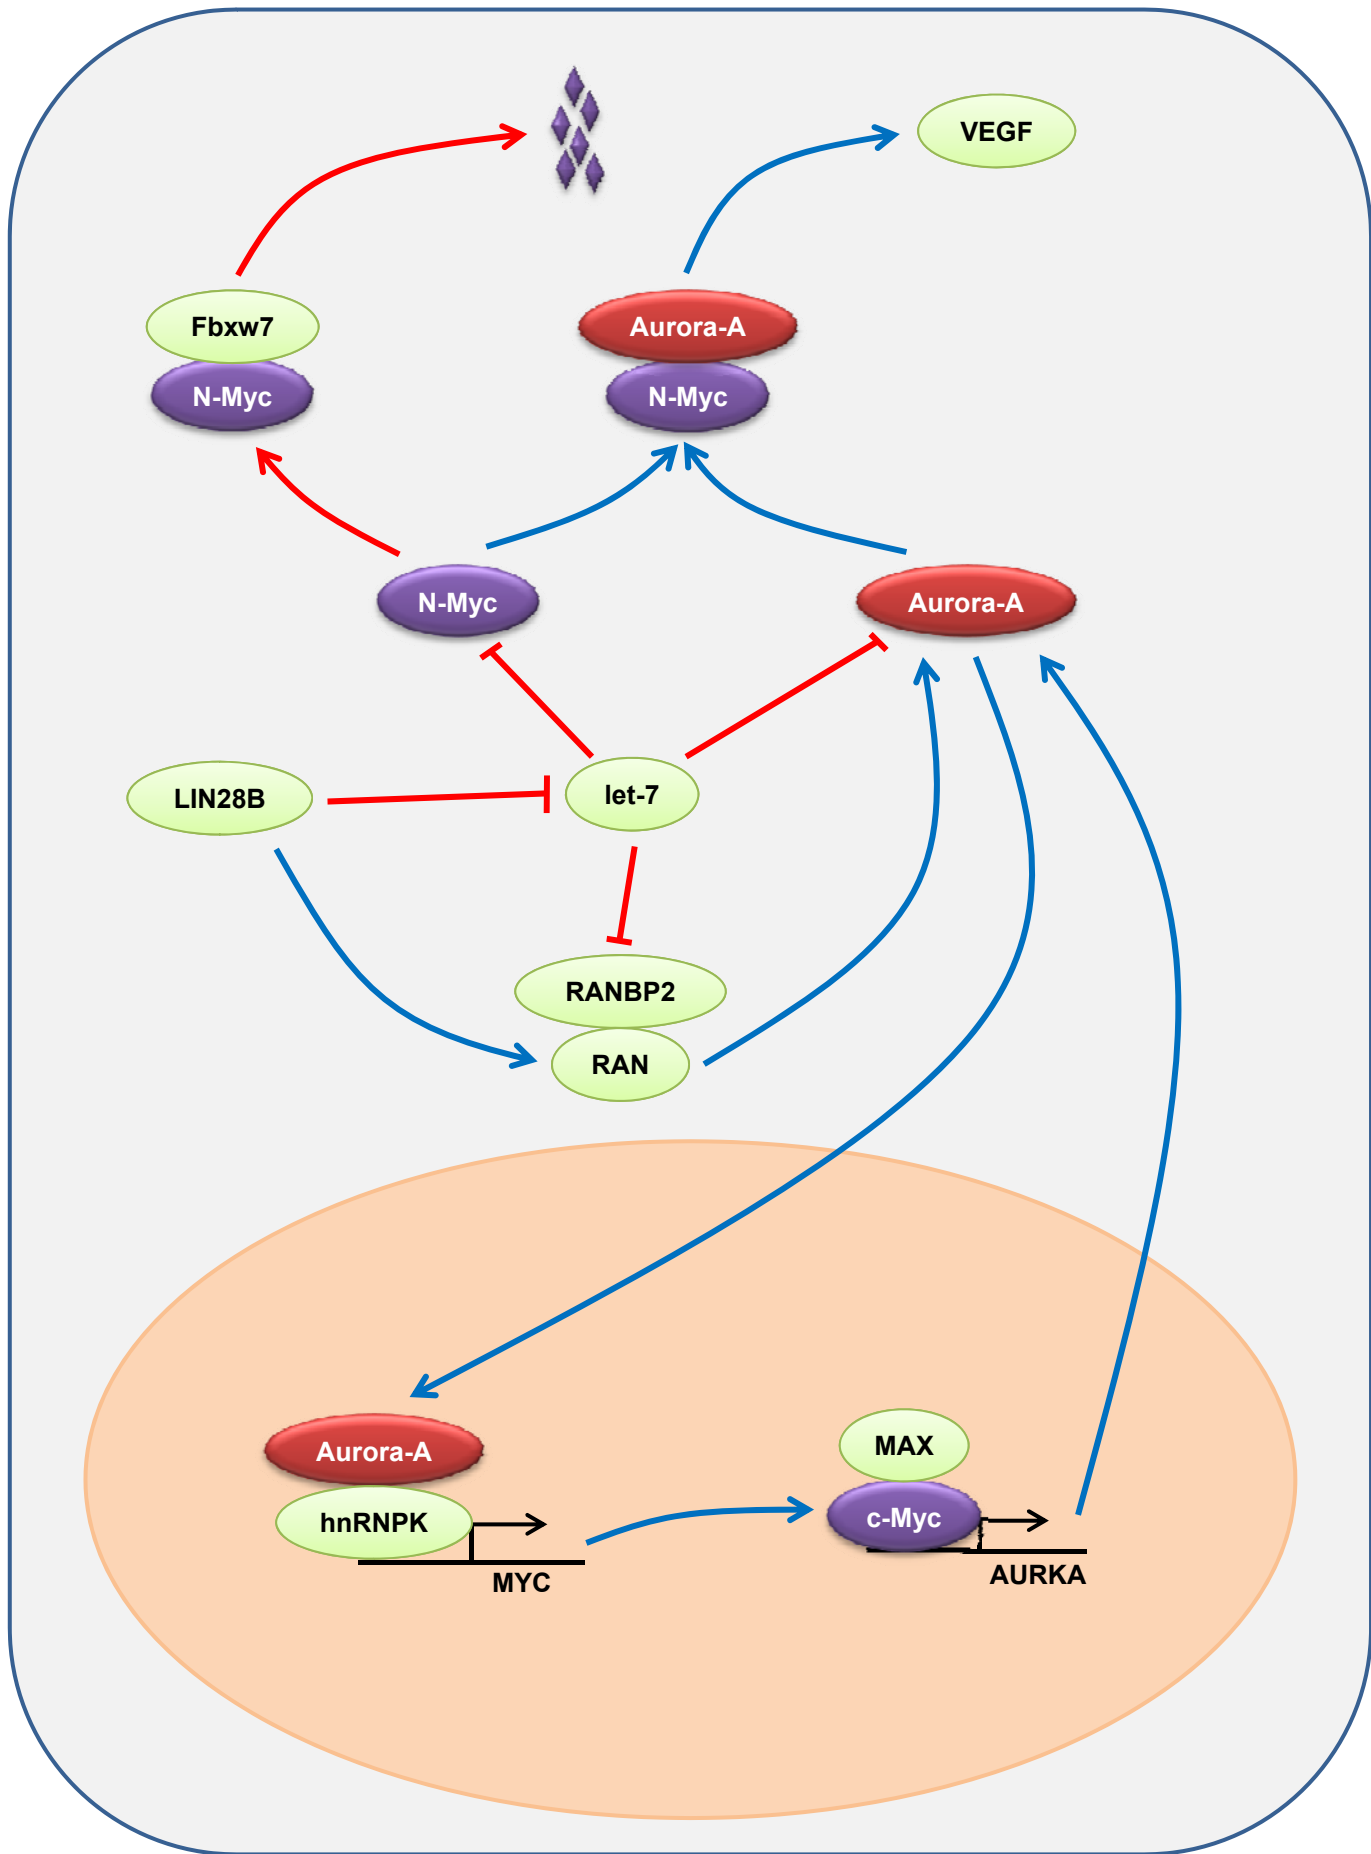 VEGF
Fbxw7
Aurora-A
N-Myc
N-Myc
N-Myc
Aurora-A
LIN28B
let-7
RANBP2
RAN
Aurora-A
MAX
hnRNPK
c-Myc
MYC
AURKA